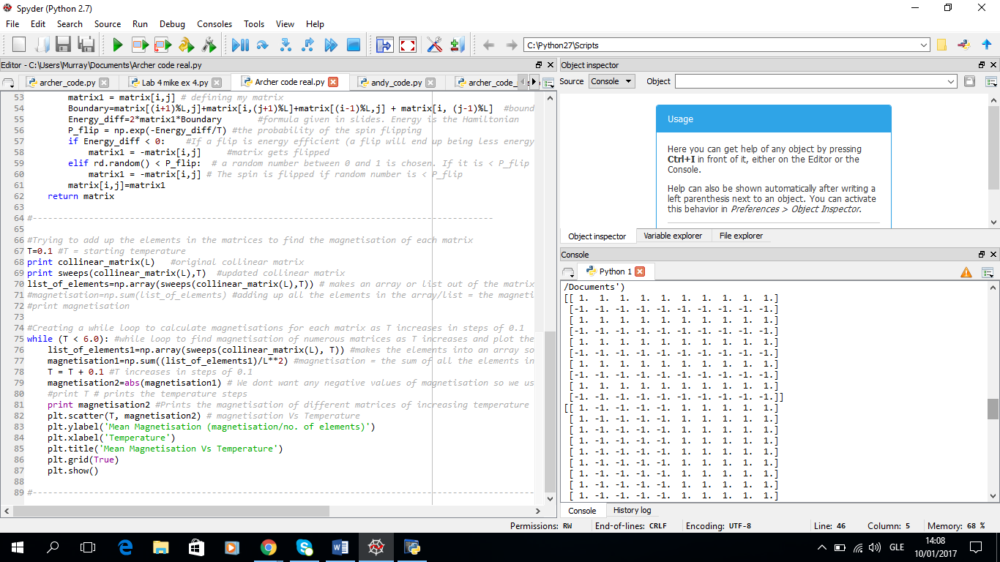 Spyder (Python 2.7)
File Edit Search Source Run Debug Consoles Tools View Help
C:\Python27\Scripts
Editor - C:\Users\Murray\Documents\Archer code real.py
archer_code.py Lab 4 mike ex 4.py Archer code real.py andy_code.py archer_code_
53 matrix1 = matrix[i,j] # defining my matrix
54 Boundary=matrix[(i+1)%L,j]+matrix[i,(j+1)%L]+matrix[(i-1)%L,j] + matrix[i, (j-1)%L] #bound
55 Energy_diff=2*matrix1*Boundary #formula given in slides. Energy is the Hamiltonian
56 P_flip = np.exp(-Energy_diff/T) #the probability of the spin flipping
57 if Energy_diff < 0: #If a flip is energy efficient (a flip will end up being less energy
58 matrix1 = -matrix[i,j] #matrix gets flipped
59 elif rd.random() < P_flip: # a random number between 0 and 1 is chosen. If it is < P_flip
60 matrix1 = -matrix[i,j] # The spin is flipped if random number is < P_flip
61 matrix[i,j]=matrix1
62 return matrix
63
64 #---------------------------------------------------------------------------------------
65
66 #Trying to add up the elements in the matrices to find the magnetisation of each matrix
67 T=0.1 #T = starting temperature
68 print collinear_matrix(L) #original collinear matrix
69 print sweeps(collinear_matrix(L),T) #updated collinear matrix
70 list_of_elements=np.array(sweeps(collinear_matrix(L),T)) # makes an array or list out of the matrix
71 #magnetisation=np.sum(list_of_elements) #adding up all the elements in the array/list = the magneti
72 #print magnetisation
73
74 #Creating a while loop to calculate magnetisations for each matrix as T increases in steps of 0.1
75 while (T < 6.0): #while loop to find magnetisation of numerous matrices as T increases and plot the
76 list_of_elements1=np.array(sweeps(collinear_matrix(L), T)) #makes the elements into an array so
77 magnetisation1=np.sum((list_of_elements1)/L**2) #magnetisation = the sum of all the elements in
78 T = T + 0.1 #T increases in steps of 0.1
79 magnetisation2=abs(magnetisation1) # We dont want any negative values of magnetisation so we us
80 #print T # prints the temperature steps
81 print magnetisation2 #Prints the magnetisation of different matrices of increasing temperature
82 plt.scatter(T, magnetisation2) # magnetisation Vs Temperature
83 plt.ylabel('Mean Magnetisation (magnetisation/no. of elements)')
84 plt.xlabel('Temperature')
85 plt.title('Mean Magnetisation Vs Temperature')
86 plt.grid(True)
87 plt.show()
88
89 #---------------------------------------------------------------------------------------
Object inspector
Source Console Object
Usage
Here you can get help of any object by pressing
Ctrl+I in front of it, either on the Editor or the
Console.
Help can also be shown automatically after writing a
left parenthesis next to an object. You can activate
this behavior in Preferences > Object Inspector.
Object inspector Variable explorer File explorer
Console
Python 1
/Documents')
[[ 1. 1. 1. 1. 1. 1. 1. 1. 1. 1.]
[-1. -1. -1. -1. -1. -1. -1. -1. -1. -1.]
[ 1. 1. 1. 1. 1. 1. 1. 1. 1. 1.]
[-1. -1. -1. -1. -1. -1. -1. -1. -1. -1.]
[ 1. 1. 1. 1. 1. 1. 1. 1. 1. 1.]
[-1. -1. -1. -1. -1. -1. -1. -1. -1. -1.]
[ 1. 1. 1. 1. 1. 1. 1. 1. 1. 1.]
[-1. -1. -1. -1. -1. -1. -1. -1. -1. -1.]
[ 1. 1. 1. 1. 1. 1. 1. 1. 1. 1.]
[-1. -1. -1. -1. -1. -1. -1. -1. -1. -1.]]
[[ 1. -1. -1. -1. -1. 1. 1. 1. 1. 1.]
[ 1. -1. -1. -1. -1. 1. 1. 1. 1. 1.]
[ 1. -1. -1. -1. -1. 1. 1. 1. 1. 1.]
[ 1. -1. -1. -1. -1. 1. 1. 1. 1. 1.]
[ 1. -1. -1. -1. -1. 1. 1. 1. 1. 1.]
[ 1. -1. -1. -1. -1. 1. 1. 1. 1. 1.]
[ 1. -1. -1. -1. -1. 1. 1. 1. 1. 1.]
[ 1. -1. -1. -1. -1. 1. 1. 1. 1. 1.]
[ 1. -1. -1. -1. -1. 1. 1. 1. 1. 1.]
Console History log
Permissions: RW End-of-lines: CRLF Encoding: UTF-8 Line: 46 Column: 5 Memory: 68 %
GLE
14:08
10/01/2017